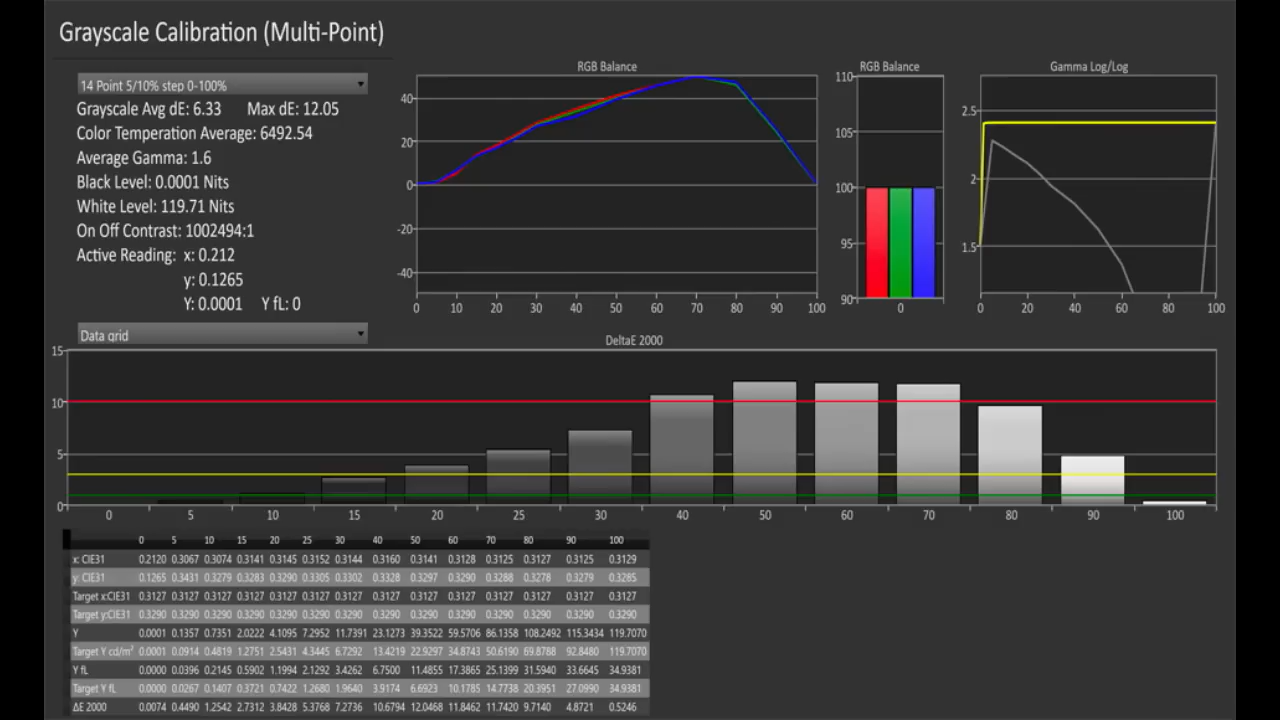 Grayscale Calibration (Multi-Point)
14 Point 5/10% step 0-100%
Grayscale Avg dE: 6.33 Max dE: 12.05
Color Temperation Average: 6492.54
Average Gamma: 1.6
Black Level: 0.0001 Nits
White Level: 119.71 Nits
On Off Contrast: 1002494:1
Active Reading: x: 0.212
y: 0.1265
Y: 0.0001 Y fL: 0
Data grid
RGB Balance
40
20
0
-20
-40
0 10 20 30 40 50 60 70 80 90 100
RGB Balance
110
105
100
95
90
0
Gamma Log/Log
2.5
2
1.5
0 20 40 60 80 100
DeltaE 2000
15
10
5
0
0 5 10 15 20 25 30 40 50 60 70 80 90 100
0 5 10 15 20 25 30 40 50 60 70 80 90 100
x: CIE31 0.2120 0.3067 0.3074 0.3141 0.3145 0.3152 0.3144 0.3160 0.3141 0.3128 0.3125 0.3127 0.3125 0.3129
y: CIE31 0.1265 0.3431 0.3279 0.3283 0.3290 0.3305 0.3302 0.3328 0.3297 0.3290 0.3288 0.3278 0.3279 0.3285
Target x:CIE31 0.3127 0.3127 0.3127 0.3127 0.3127 0.3127 0.3127 0.3127 0.3127 0.3127 0.3127 0.3127 0.3127 0.3127
Target y:CIE31 0.3290 0.3290 0.3290 0.3290 0.3290 0.3290 0.3290 0.3290 0.3290 0.3290 0.3290 0.3290 0.3290 0.3290
Y 0.0001 0.1357 0.7351 2.0222 4.1095 7.2952 11.7391 23.1273 39.3522 59.5706 86.1358 108.2492 115.3434 119.7070
Target Y cd/m² 0.0001 0.0914 0.4819 1.2751 2.5431 4.3445 6.7292 13.4219 22.9297 34.8743 50.6190 69.8788 92.8480 119.7070
Y fL 0.0000 0.0396 0.2145 0.5902 1.1994 2.1292 3.4262 6.7500 11.4855 17.3865 25.1399 31.5940 33.6645 34.9381
Target Y fL 0.0000 0.0267 0.1407 0.3721 0.7422 1.2680 1.9640 3.9174 6.6923 10.1785 14.7738 20.3951 27.0990 34.9381
ΔE 2000 0.0074 0.4490 1.2542 2.7312 3.8428 5.3768 7.2736 10.6794 12.0468 11.8462 11.7420 9.7140 4.8721 0.5246